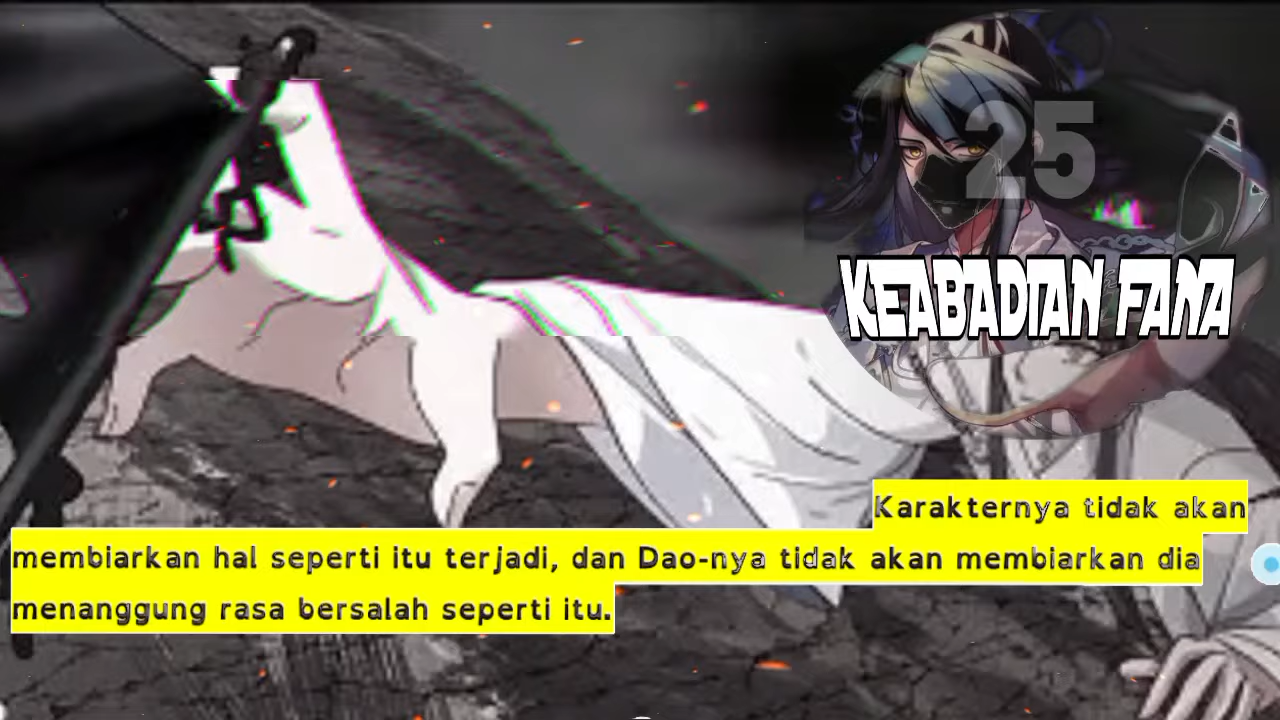 25
KEABADIAN FANA
Karakternya tidak akan
membiarkan hal seperti itu terjadi, dan Dao-nya tidak akan membiarkan dia
menanggung rasa bersalah seperti itu.